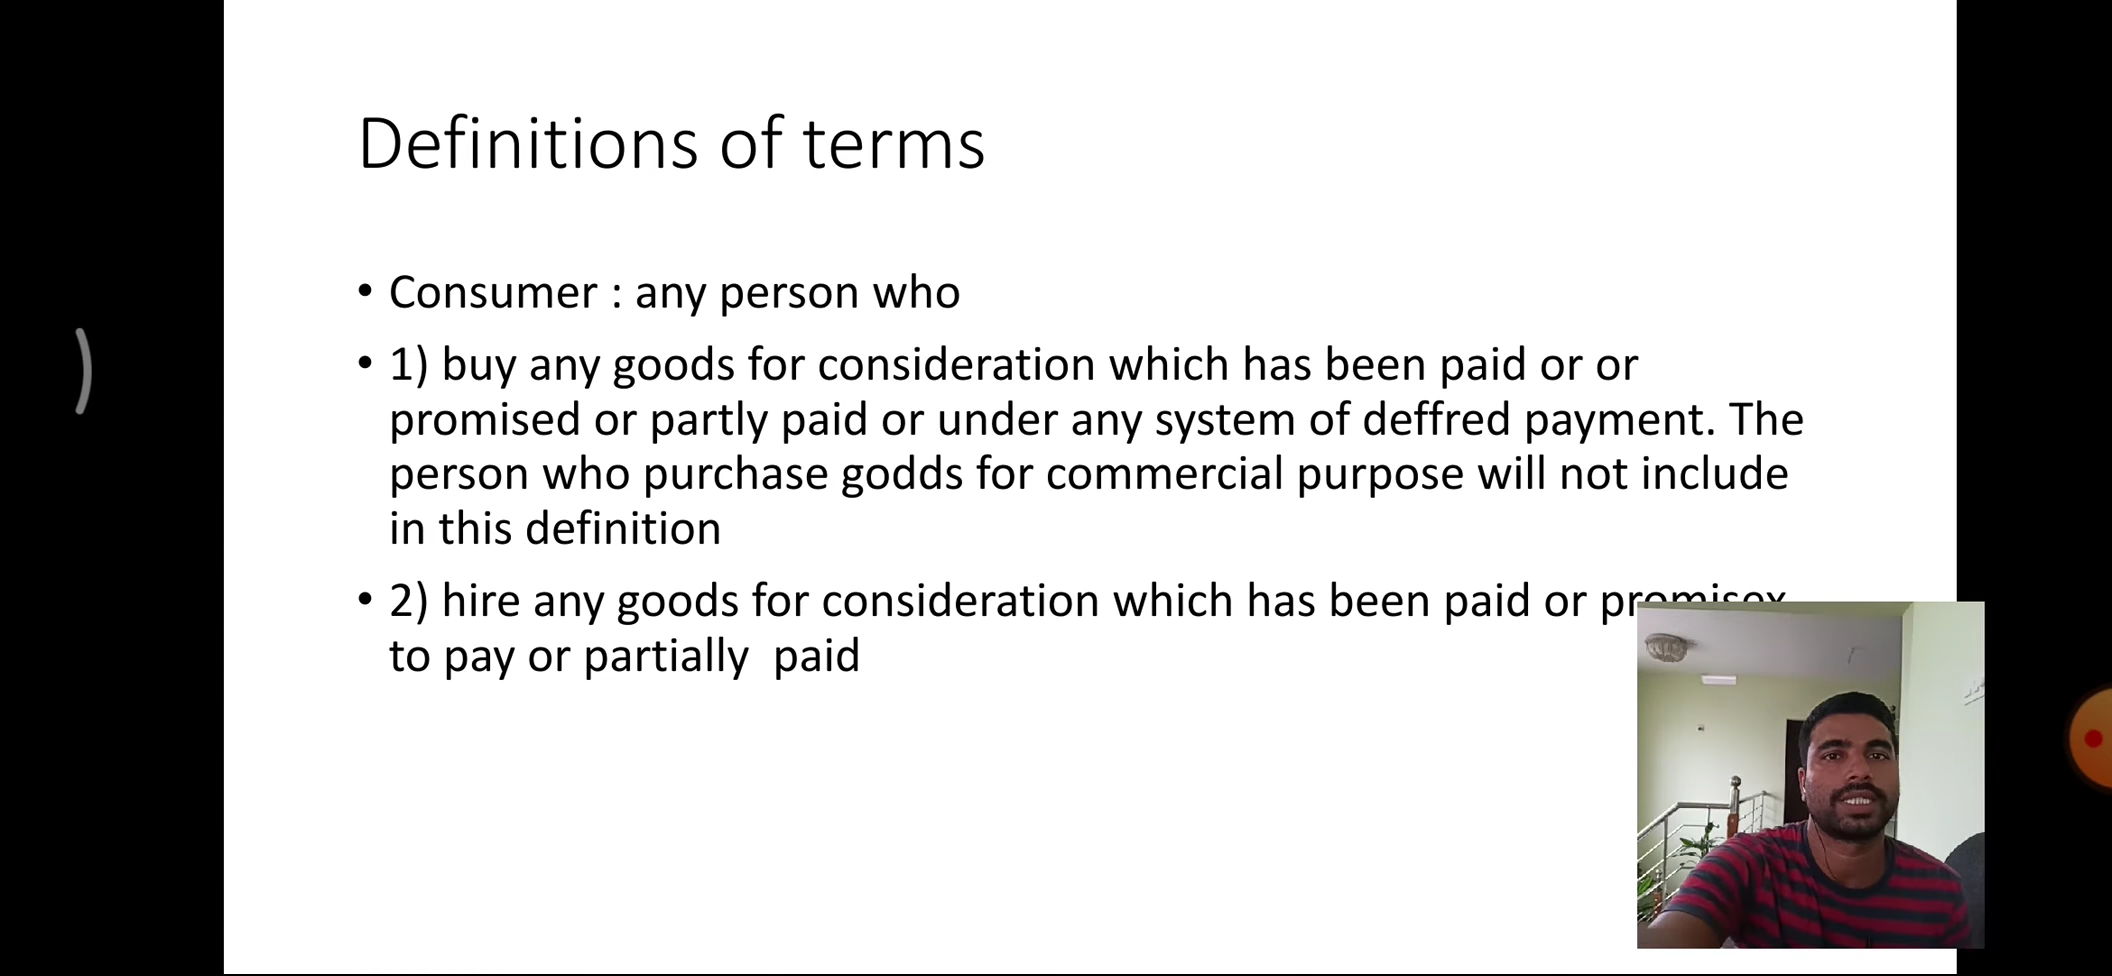 Definitions of terms
• Consumer : any person who
• 1) buy any goods for consideration which has been paid or or
promised or partly paid or under any system of deffred payment. The
person who purchase godds for commercial purpose will not include
in this definition
• 2) hire any goods for consideration which has been paid or
to pay or partially  paid